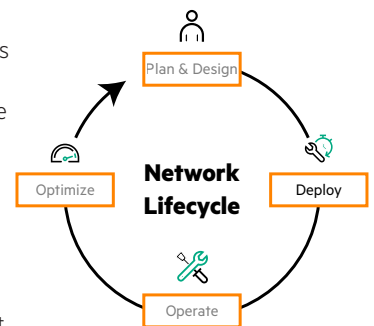 s
Plan & Design
e
Network
Lifecycle
Optimize
Deploy
Operate
t